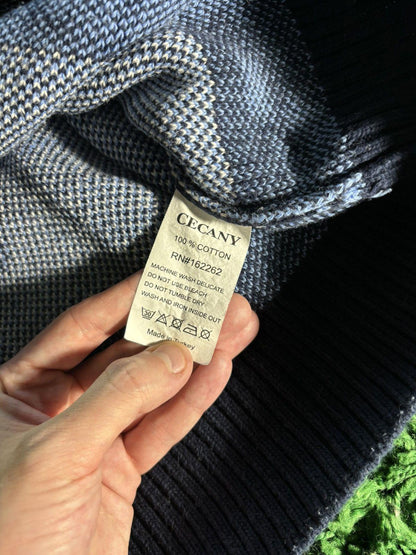 CECANY
100 % COTTON
RN#162262
MACHINE WASH DELICATE
DO NOT USE BLEACH
DO NOT TUMBLE DRY
WASH AND IRON INSIDE OUT
Made in Turkey